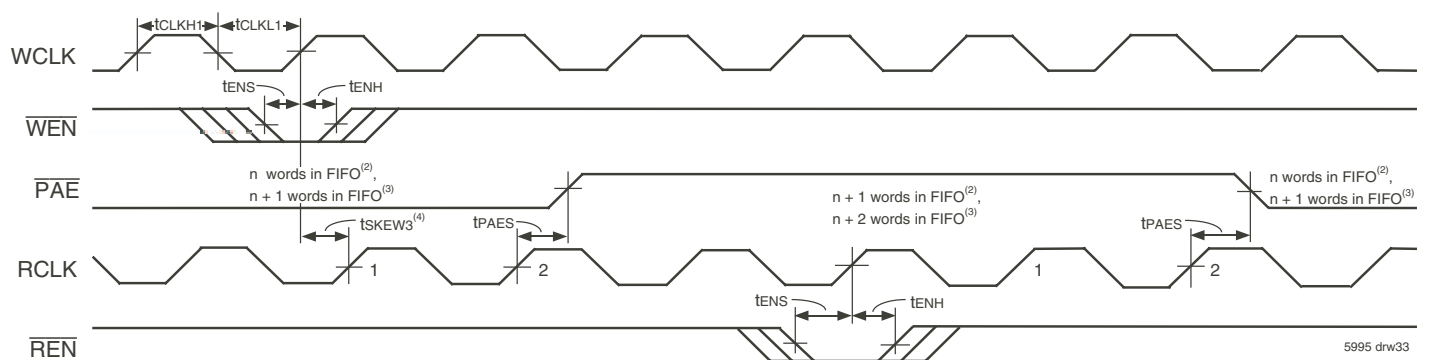 tCLKH1 tCLKL1
WCLK
tENS tENH
WEN
n words in FIFO(2),
n + 1 words in FIFO(3)
PAE
n + 1 words in FIFO(2),
n + 2 words in FIFO(3)
n words in FIFO(2),
n + 1 words in FIFO(3)
tSKEW3(4)
tPAES
tPAES
RCLK
1
2
1
2
tENS tENH
REN
5995 drw33